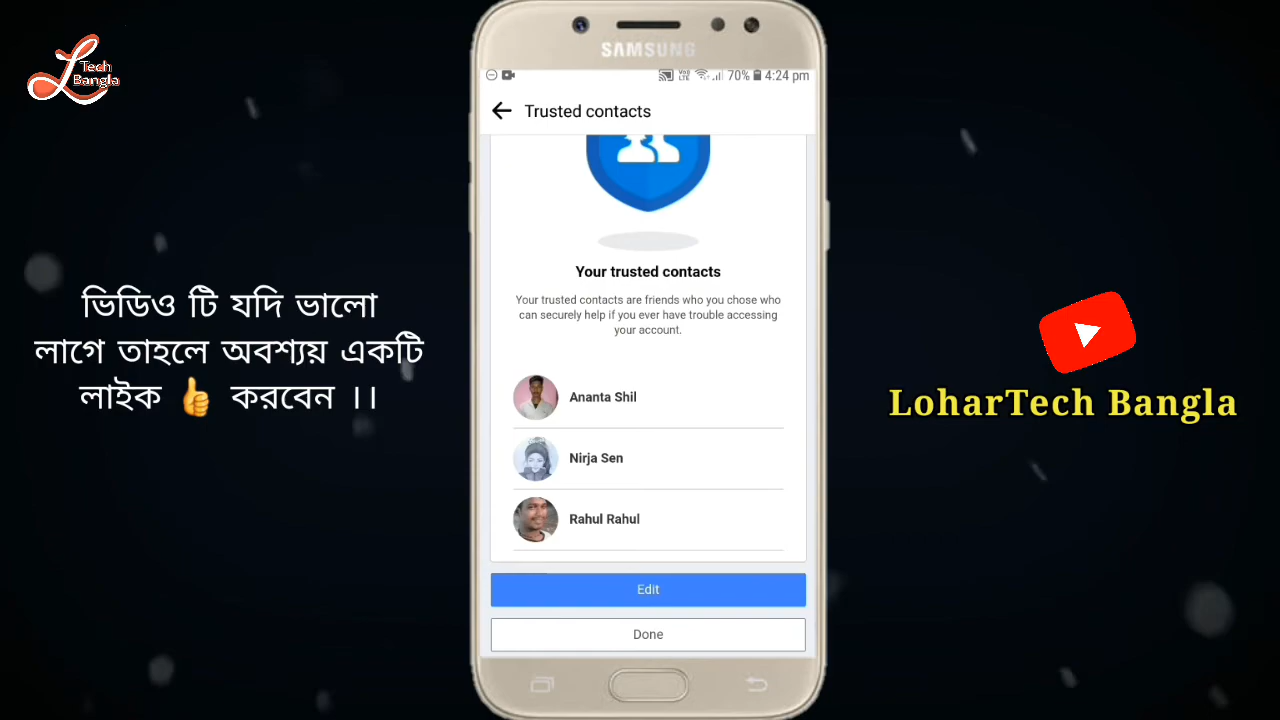 Tech
Bangla
SAMSUNG
70% 4:24 pm
Trusted contacts
Your trusted contacts
Your trusted contacts are friends who you chose who
can securely help if you ever have trouble accessing
your account.
Ananta Shil
Nirja Sen
Rahul Rahul
Edit
Done
ভিডিও টি যদি ভালো
লাগে তাহলে অবশ্যয় একটি
লাইক 👍 করবেন ।।
LoharTech Bangla